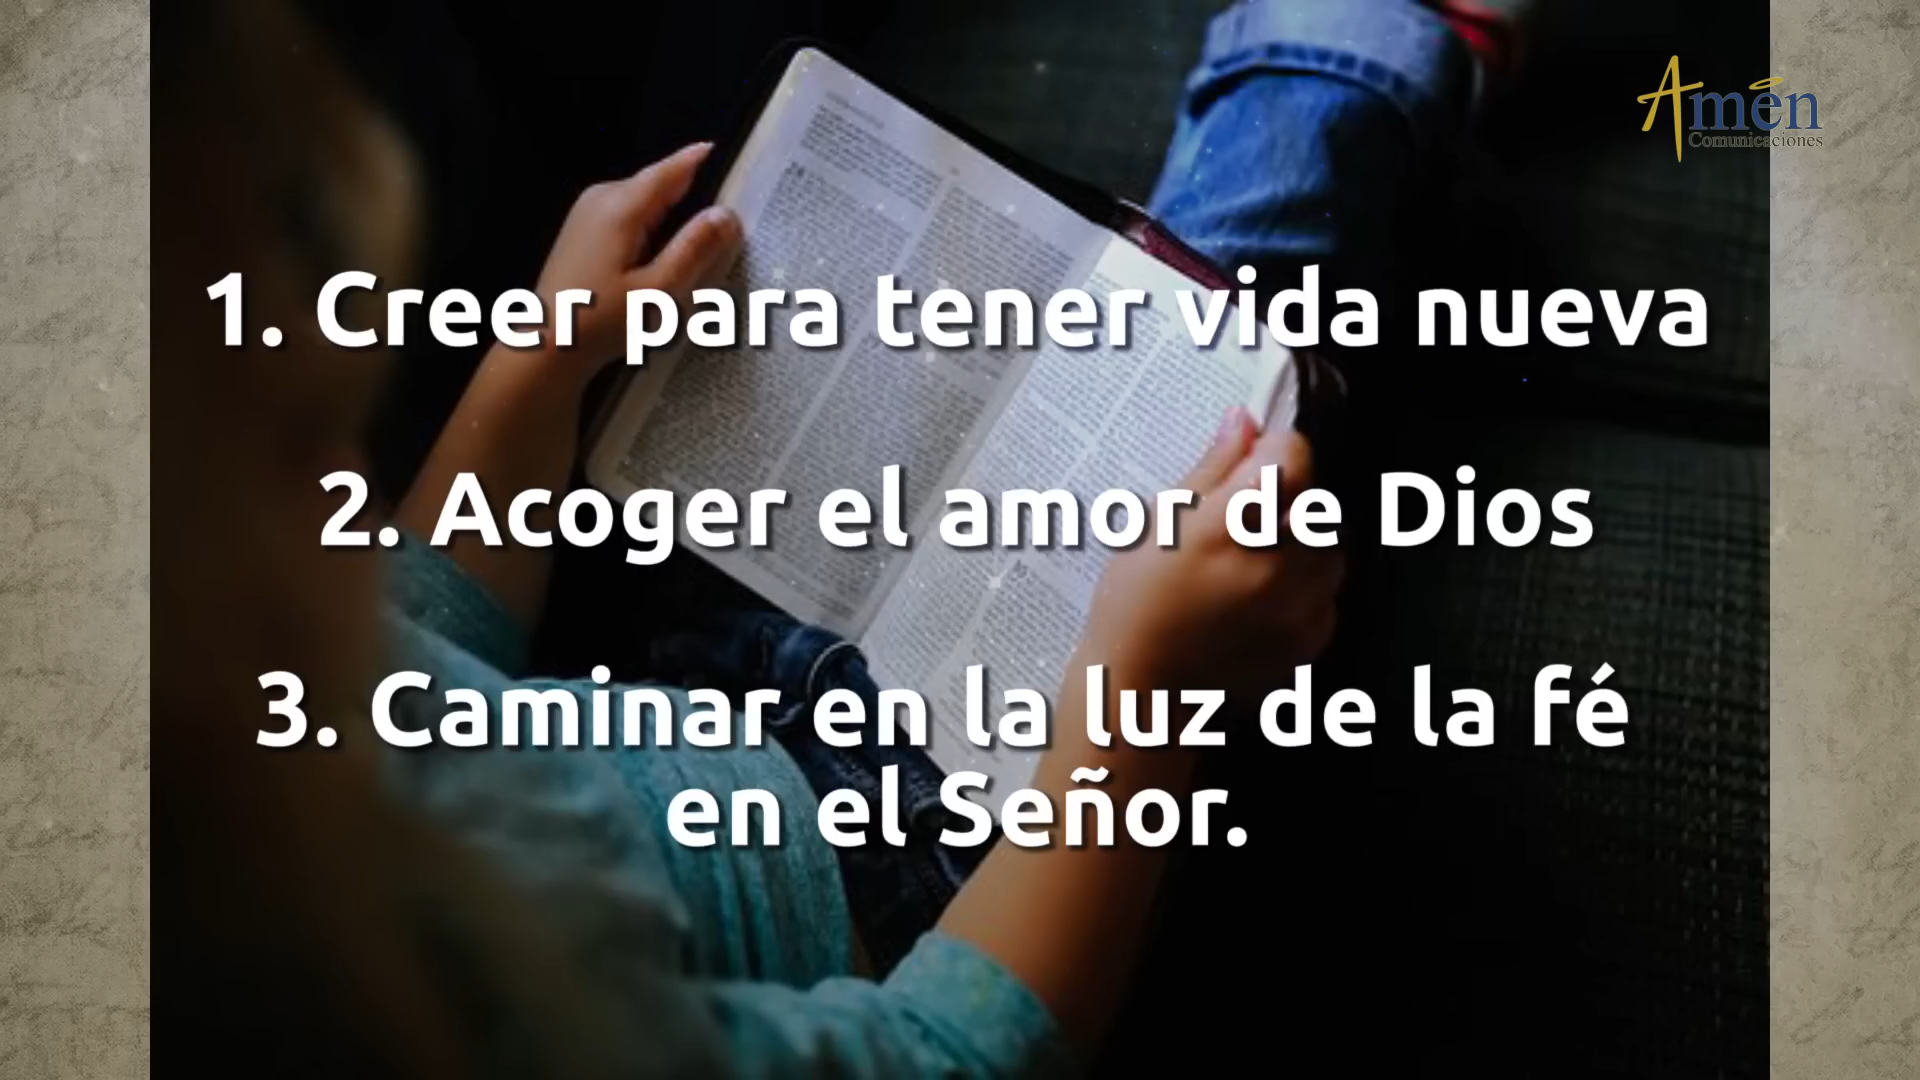 Amén
Comunicaciones
1. Creer para tener vida nueva
2. Acoger el amor de Dios
3. Caminar en la luz de la fé
en el Señor.